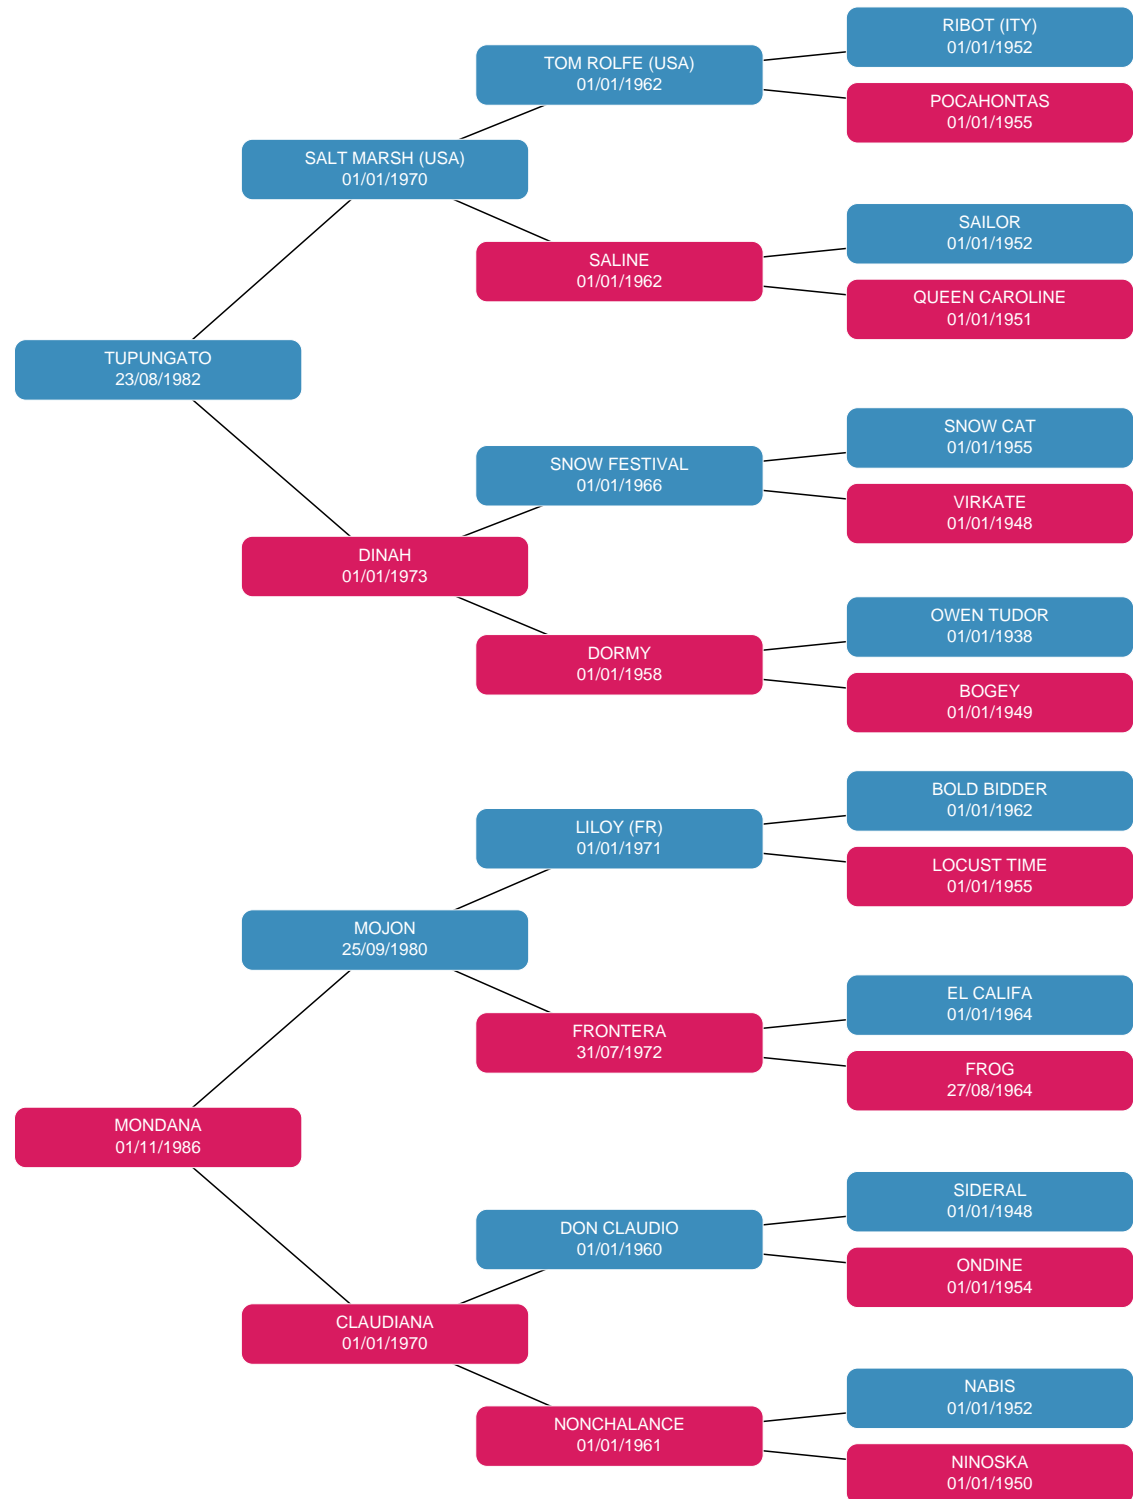 RIBOT (ITY)
01/01/1952
TOM ROLFE (USA)
01/01/1962
POCAHONTAS
01/01/1955
SALT MARSH (USA)
01/01/1970
SAILOR
01/01/1952
SALINE
01/01/1962
QUEEN CAROLINE
01/01/1951
TUPUNGATO
23/08/1982
SNOW CAT
01/01/1955
SNOW FESTIVAL
01/01/1966
VIRKATE
01/01/1948
DINAH
01/01/1973
OWEN TUDOR
01/01/1938
DORMY
01/01/1958
BOGEY
01/01/1949
BOLD BIDDER
01/01/1962
LILOY (FR)
01/01/1971
LOCUST TIME
01/01/1955
MOJON
25/09/1980
EL CALIFA
01/01/1964
FRONTERA
31/07/1972
FROG
27/08/1964
MONDANA
01/11/1986
SIDERAL
01/01/1948
DON CLAUDIO
01/01/1960
ONDINE
01/01/1954
CLAUDIANA
01/01/1970
NABIS
01/01/1952
NONCHALANCE
01/01/1961
NINOSKA
01/01/1950